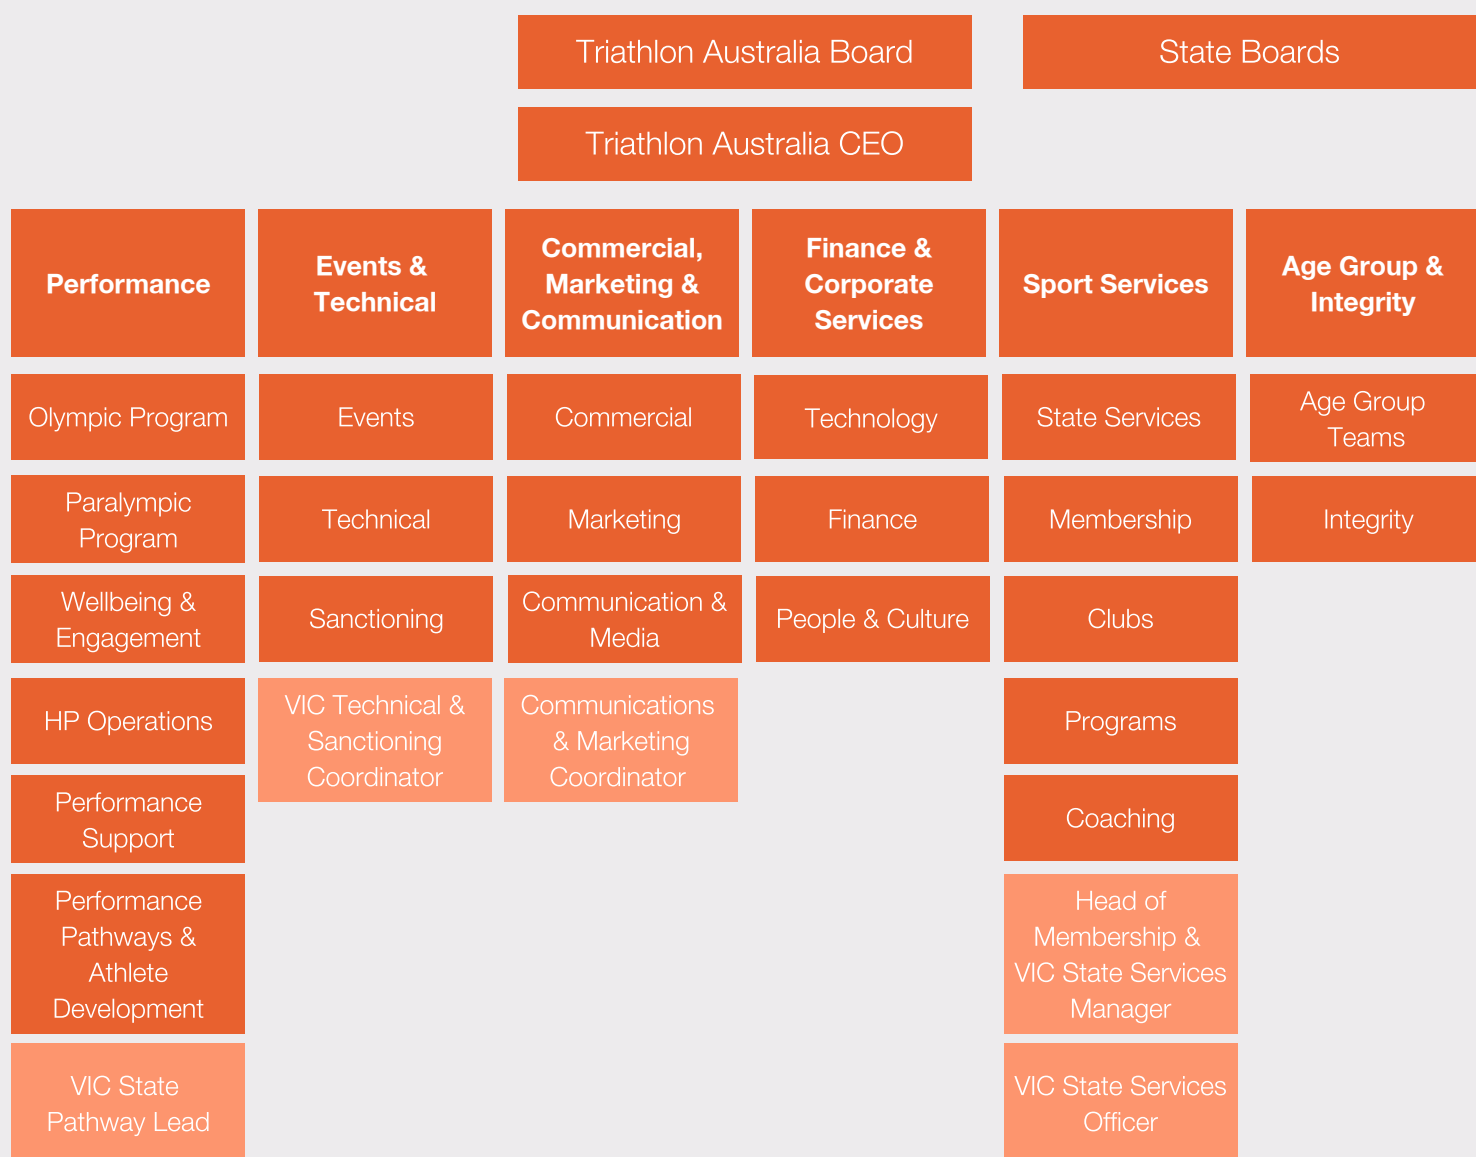 Triathlon Australia Board
State Boards
Triathlon Australia CEO
Performance
Events &
Technical
Commercial,
Marketing &
Communication
Finance &
Corporate
Services
Sport Services
Age Group &
Integrity
Olympic Program
Events
Commercial
Technology
State Services
Age Group
Teams
Paralympic
Program
Technical
Marketing
Finance
Membership
Integrity
Wellbeing &
Engagement
Sanctioning
Communication &
Media
People & Culture
Clubs
HP Operations
VIC Technical &
Sanctioning
Coordinator
Communications
& Marketing
Coordinator
Programs
Performance
Support
Coaching
Performance
Pathways &
Athlete
Development
Head of
Membership &
VIC State Services
Manager
VIC State
Pathway Lead
VIC State Services
Officer